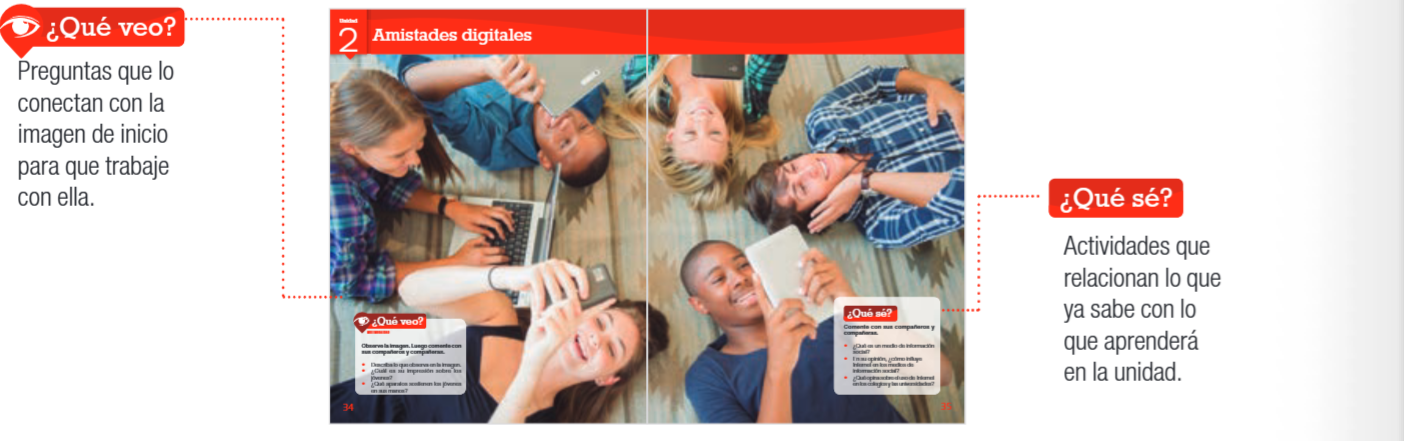 ¿Qué veo?
Preguntas que lo
conectan con la
imagen de inicio
para que trabaje
con ella.
Unidad
2
Amistades digitales
¿Qué veo?
Observe la imagen. Luego comente con
sus compañeros y compañeras.
• Describa lo que observa en la imagen.
• ¿Cuál es su impresión sobre los
jóvenes?
• ¿Qué aparatos sostienen los jóvenes
en sus manos?
34
¿Qué sé?
Comente con sus compañeros y
compañeras.
• ¿Qué es un medio de información
social?
• En su opinión, ¿cómo influye
Internet en los medios de
información social?
• ¿Qué opina sobre el uso de Internet
en los colegios y las universidades?
35
¿Qué sé?
Actividades que
relacionan lo que
ya sabe con lo
que aprenderá
en la unidad.